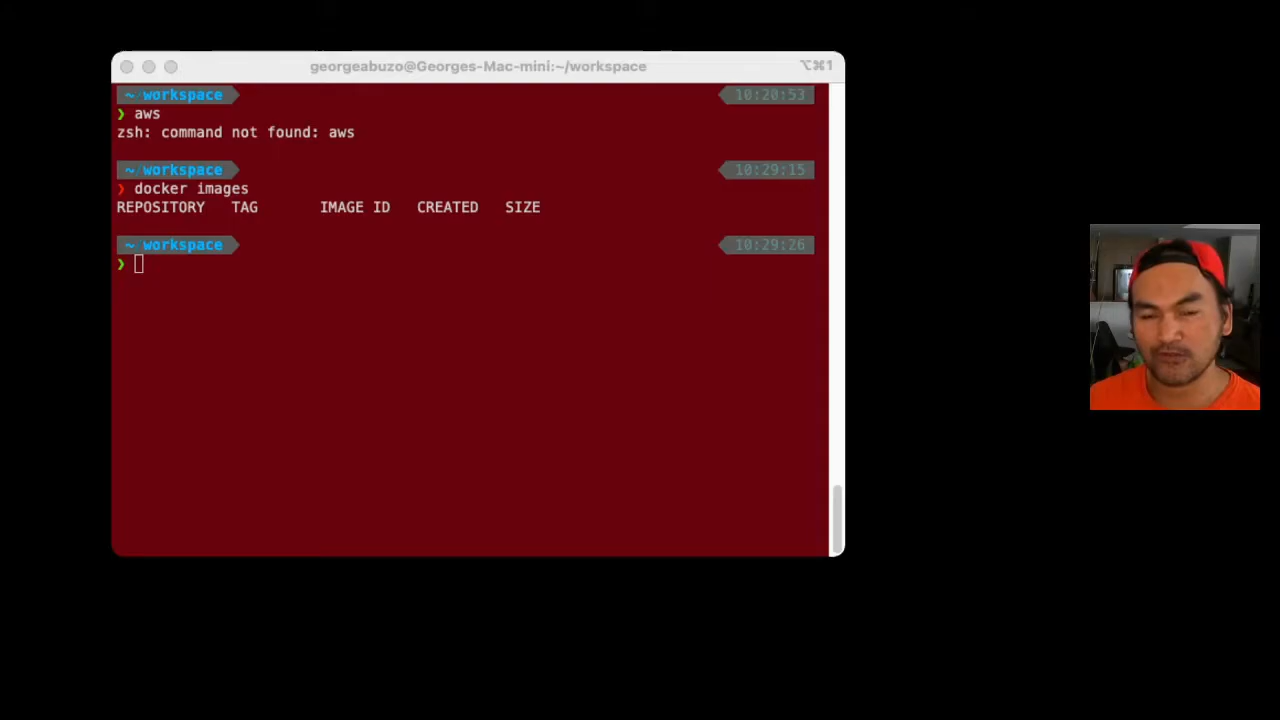 georgeabuzo@Georges-Mac-mini:~/workspace ⌥⌘1
~/workspace 10:20:53
❯ aws
zsh: command not found: aws
~/workspace 10:29:15
❯ docker images
REPOSITORY TAG IMAGE ID CREATED SIZE
~/workspace 10:29:26
❯